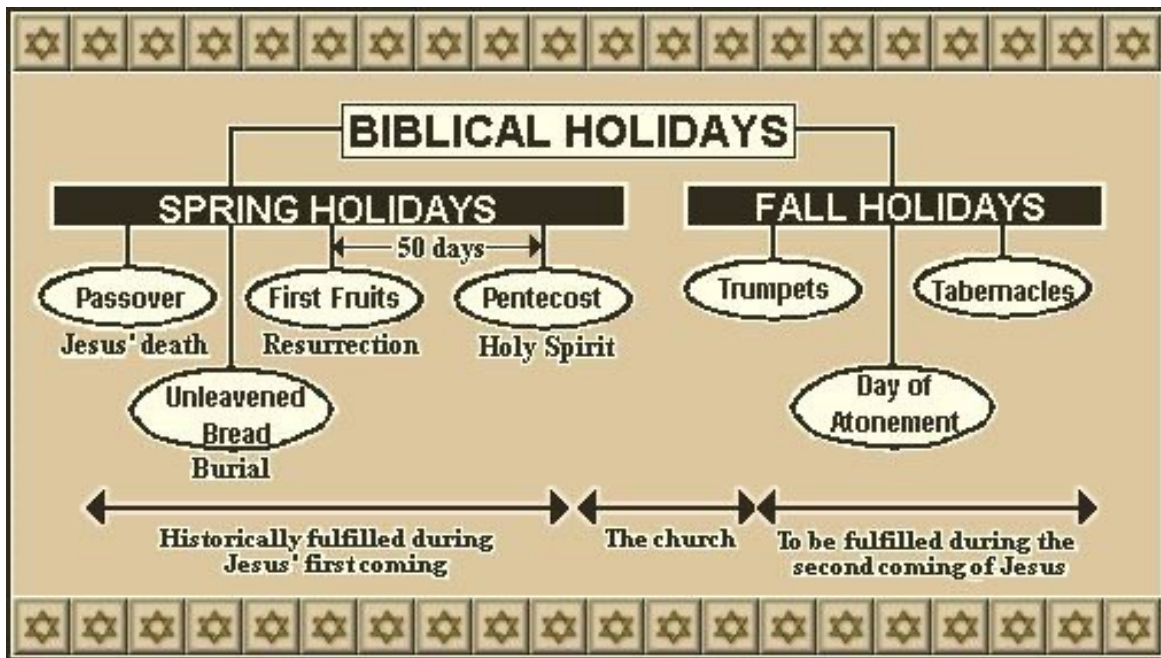 BIBLICAL HOLIDAYS
SPRING HOLIDAYS
50 days
Passover
Jesus' death
First Fruits
Resurrection
Pentecost
Holy Spirit
Unleavened
Bread
Burial
FALL HOLIDAYS
Trumpets
Tabernacles
Day of
Atonement
Historically fulfilled during
Jesus' first coming
The church
To be fulfilled during the
second coming of Jesus